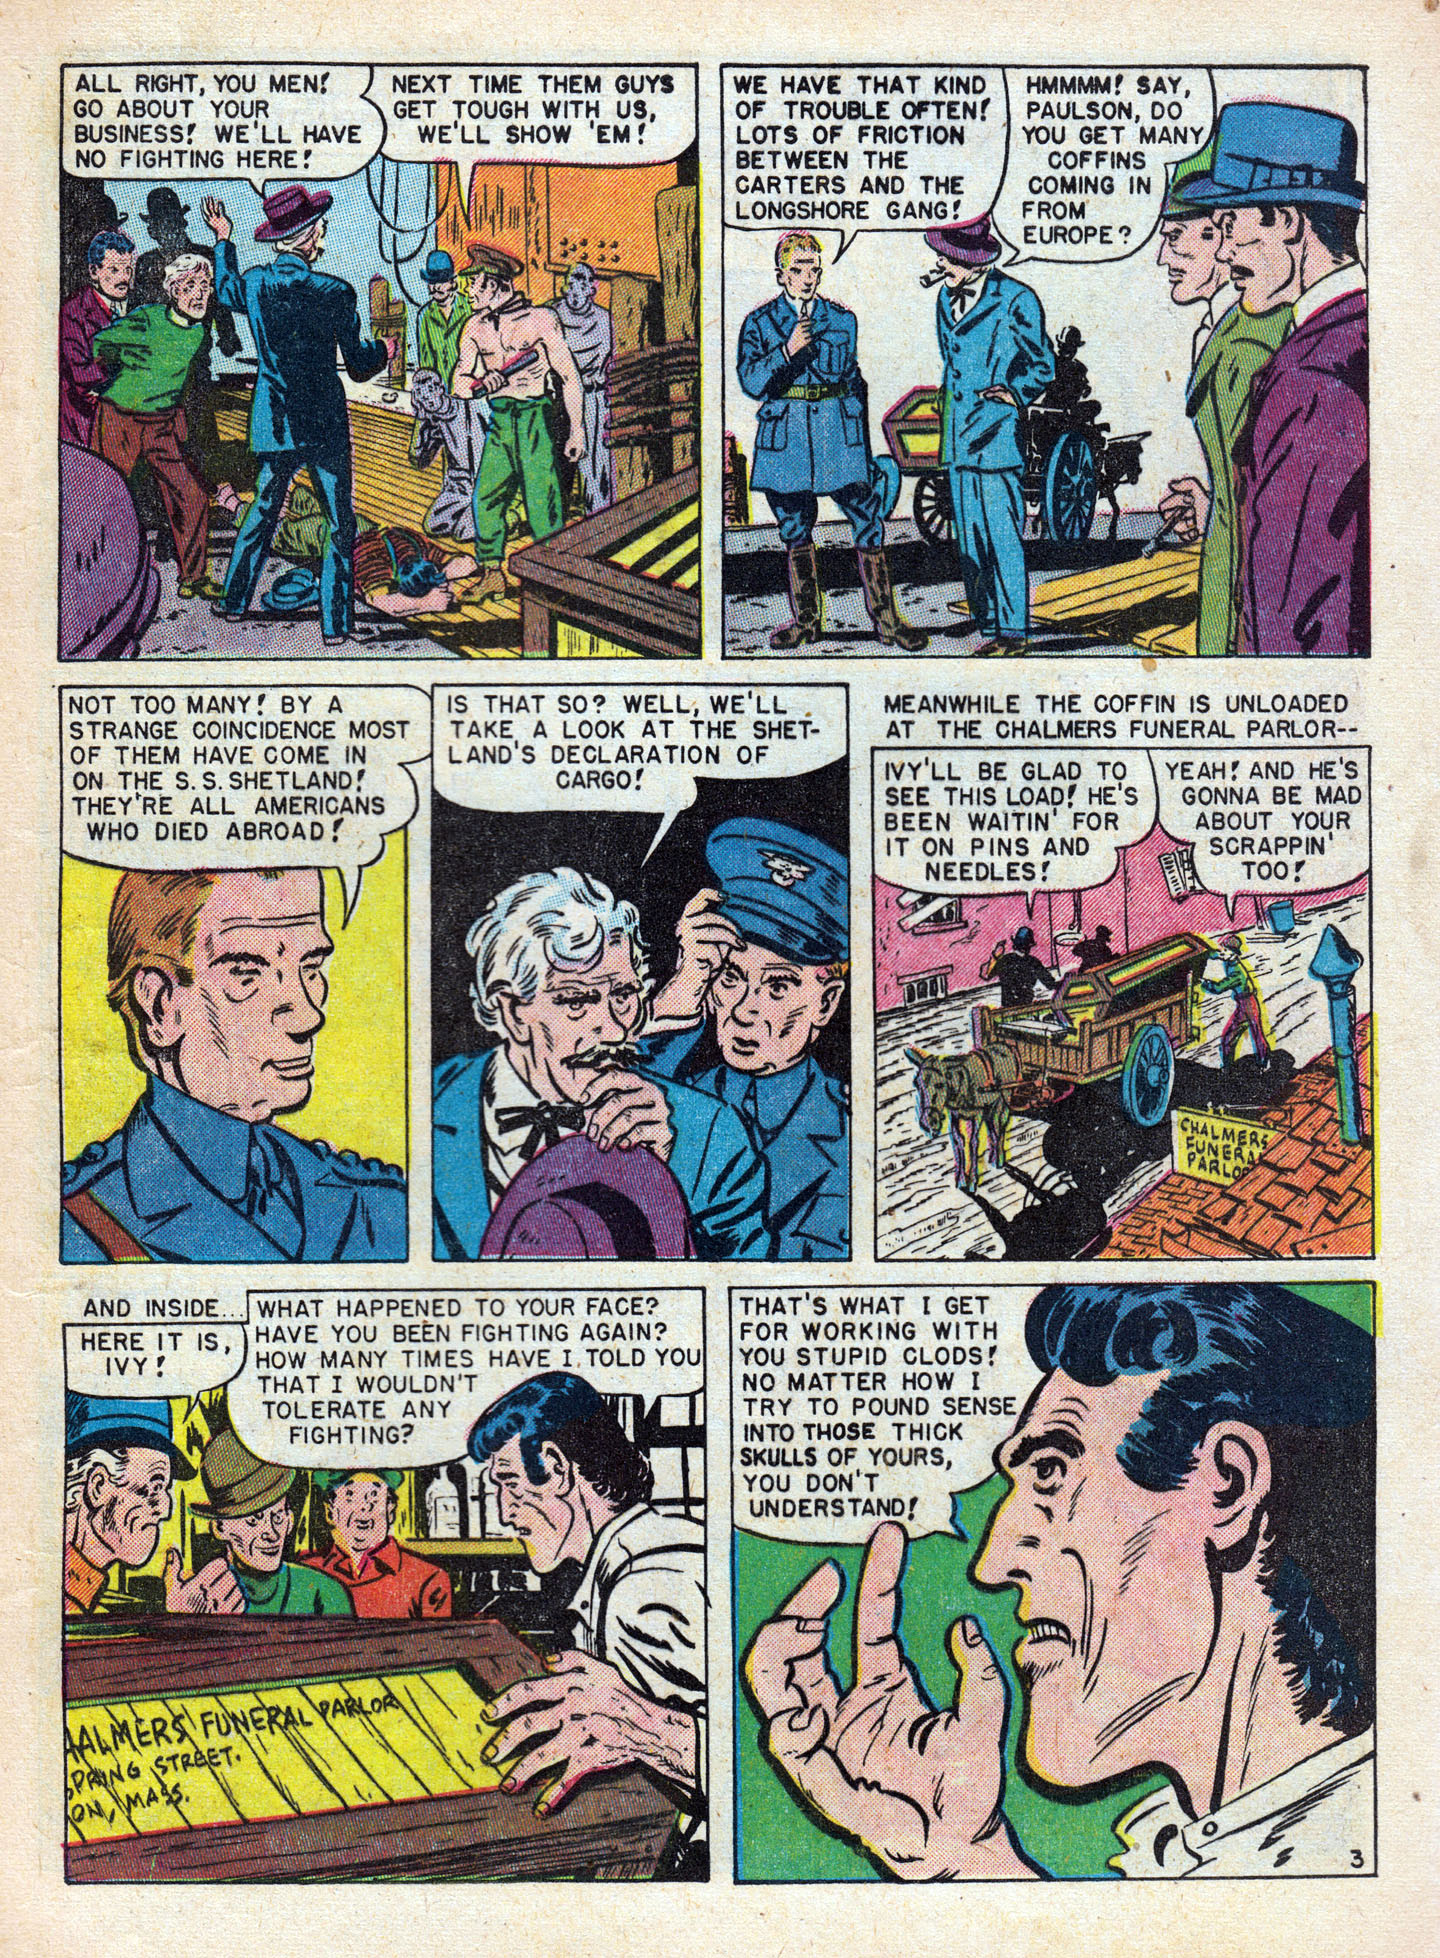 ALL RIGHT, YOU MEN!
GO ABOUT YOUR
BUSINESS! WE'LL HAVE
NO FIGHTING HERE!
NEXT TIME THEM GUYS
GET TOUGH WITH US,
WE'LL SHOW 'EM!
WE HAVE THAT KIND
OF TROUBLE OFTEN!
LOTS OF FRICTION
BETWEEN THE
CARTERS AND THE
LONGSHORE GANG!
HMMMM! SAY,
PAULSON, DO
YOU GET MANY
COFFINS
COMING IN
FROM
EUROPE?
NOT TOO MANY! BY A
STRANGE COINCIDENCE MOST
OF THEM HAVE COME IN
ON THE S.S. SHETLAND!
THEY'RE ALL AMERICANS
WHO DIED ABROAD!
IS THAT SO? WELL, WE'LL
TAKE A LOOK AT THE SHET-
LAND'S DECLARATION OF
CARGO!
MEANWHILE THE COFFIN IS UNLOADED
AT THE CHALMERS FUNERAL PARLOR--
IVY'LL BE GLAD TO
SEE THIS LOAD! HE'S
BEEN WAITIN' FOR
IT ON PINS AND
NEEDLES!
YEAH! AND HE'S
GONNA BE MAD
ABOUT YOUR
SCRAPPIN'
TOO!
CHALMERS
FUNERA
PARLOR
AND INSIDE...
HERE IT IS,
IVY!
WHAT HAPPENED TO YOUR FACE?
HAVE YOU BEEN FIGHTING AGAIN?
HOW MANY TIMES HAVE I TOLD YOU
THAT I WOULDN'T
TOLERATE ANY
FIGHTING?
HALMERS FUNERAL PARLOR
SPRING STREET.
ON, MASS.
THAT'S WHAT I GET
FOR WORKING WITH
YOU STUPID CLODS!
NO MATTER HOW I
TRY TO POUND SENSE
INTO THOSE THICK
SKULLS OF YOURS,
YOU DON'T
UNDERSTAND!
3